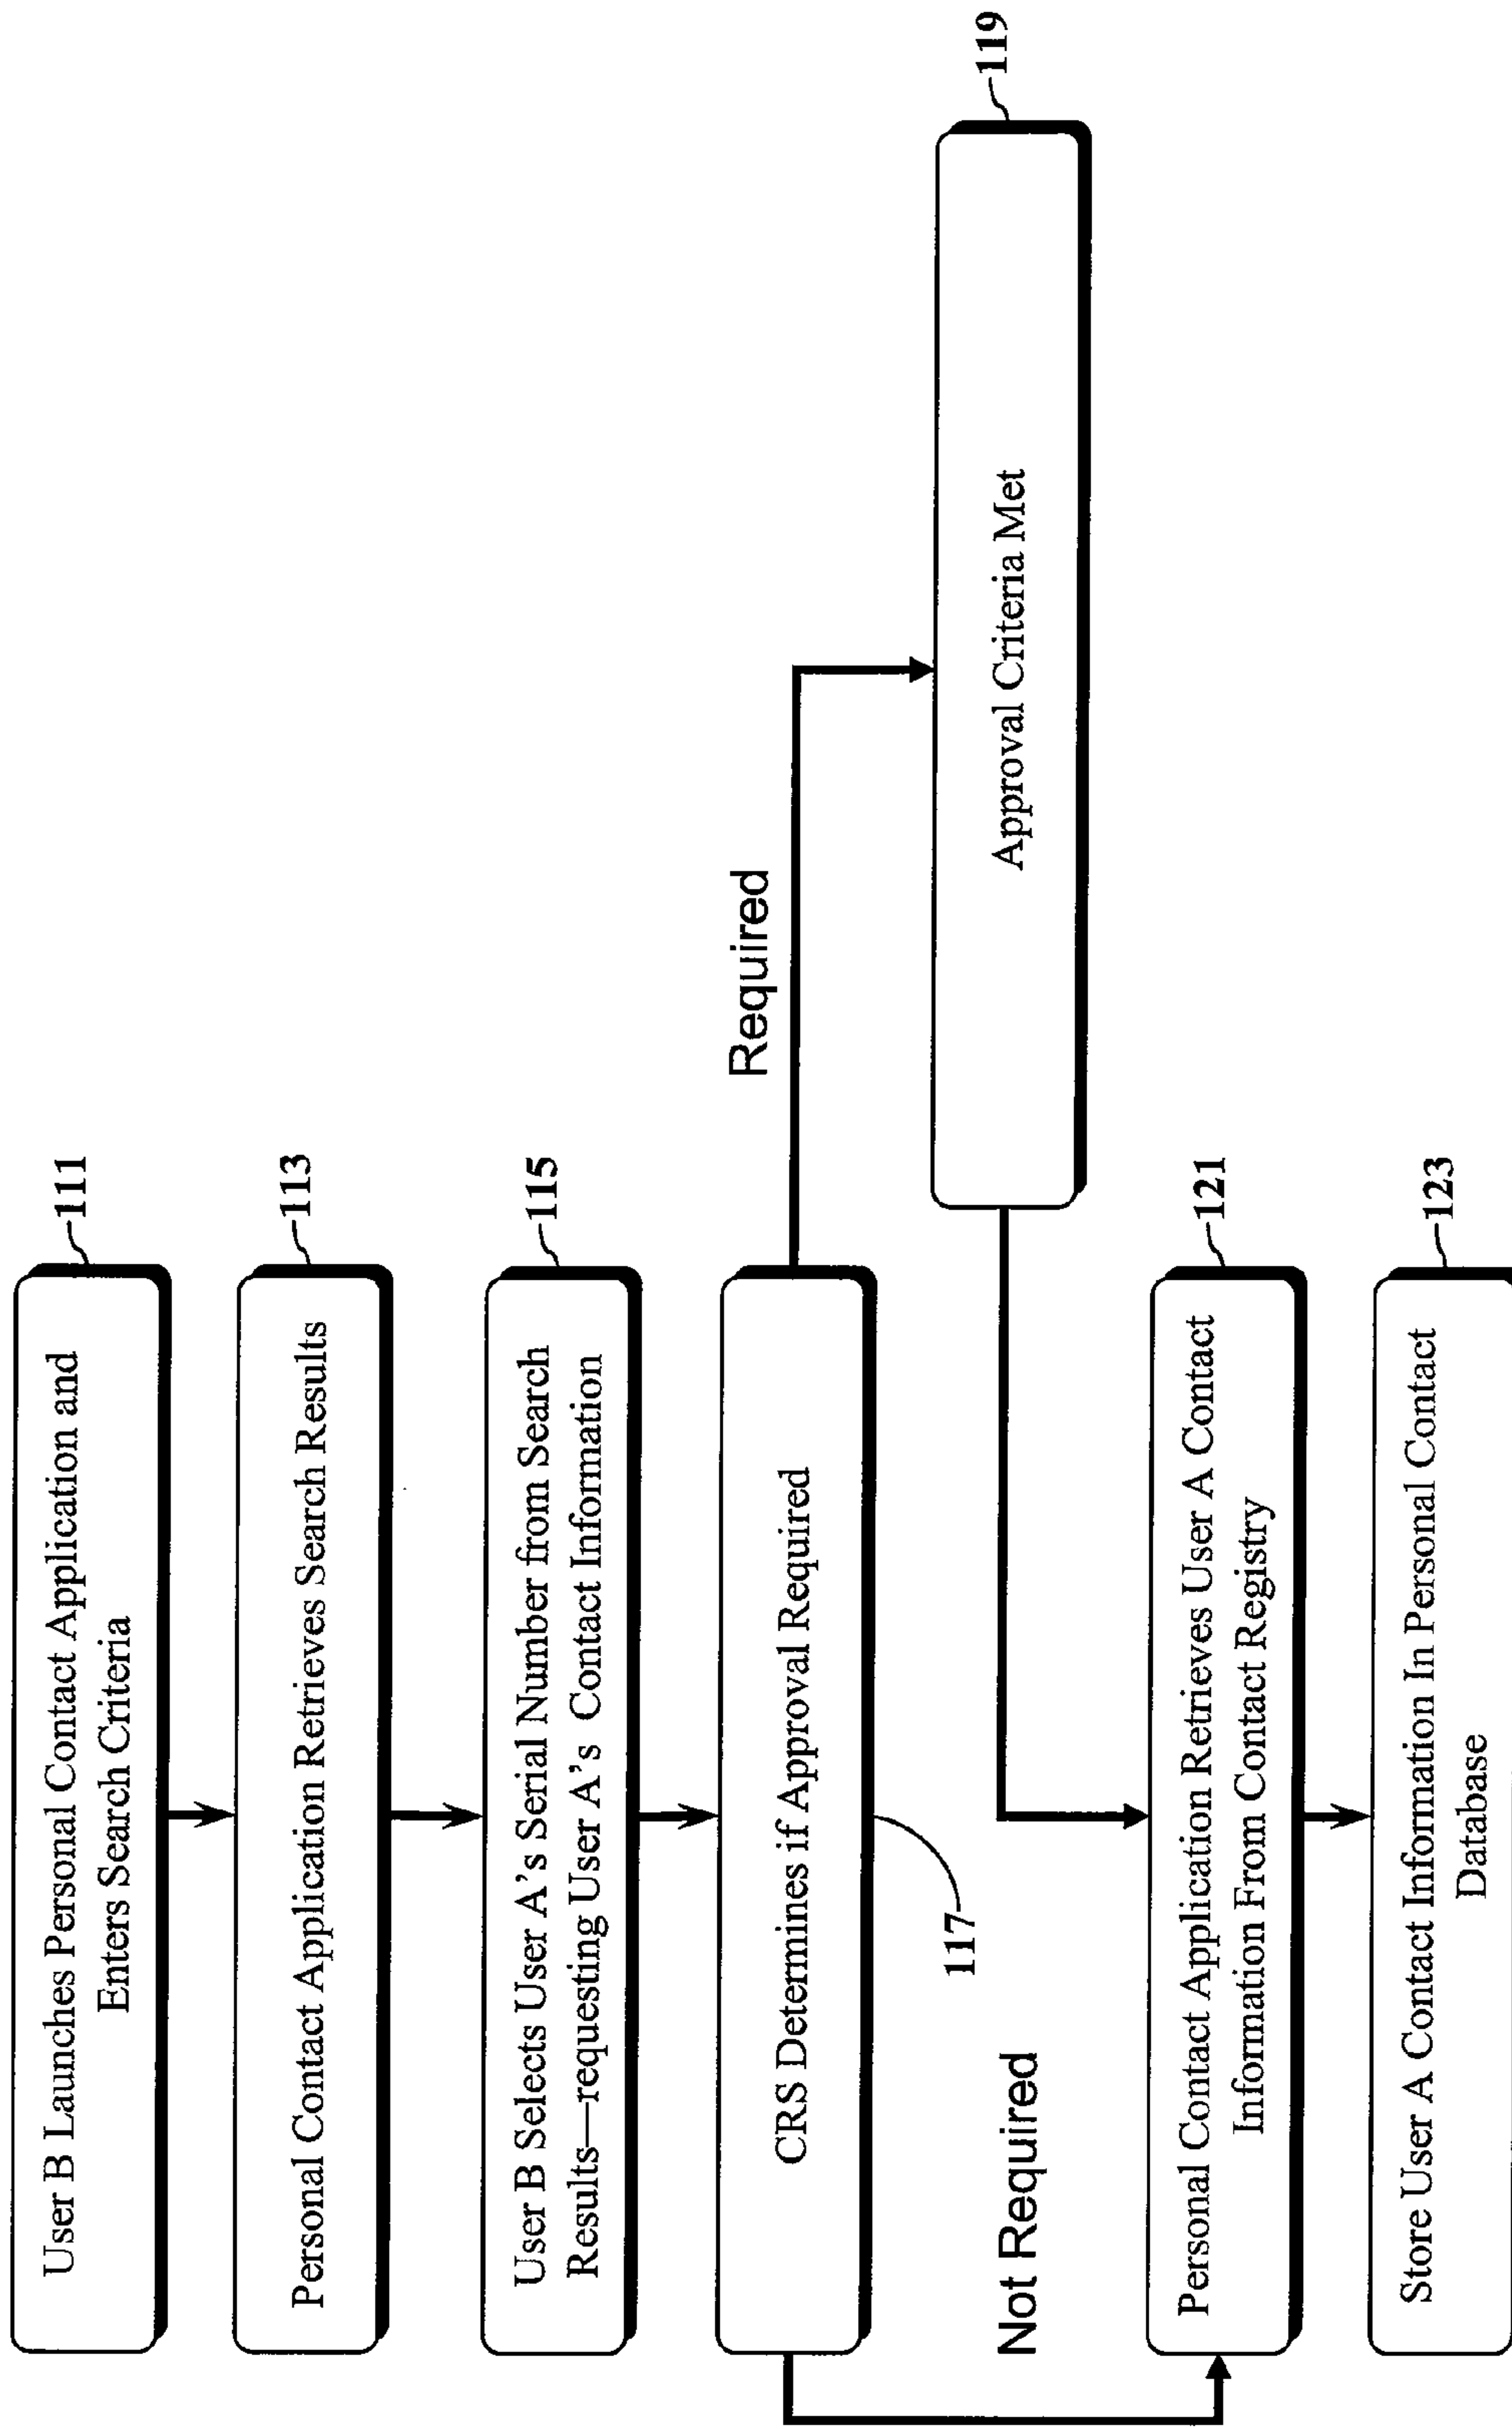 User B Launches Personal Contact Application and
Enters Search Criteria
111
Personal Contact Application Retrieves Search Results
113
User B Selects User A's Serial Number from Search
Results—requesting User A's Contact Information
115
CRS Determines if Approval Required
117
Required
Approval Criteria Met
119
Not Required
Personal Contact Application Retrieves User A Contact
Information From Contact Registry
121
Store User A Contact Information In Personal Contact
Database
123